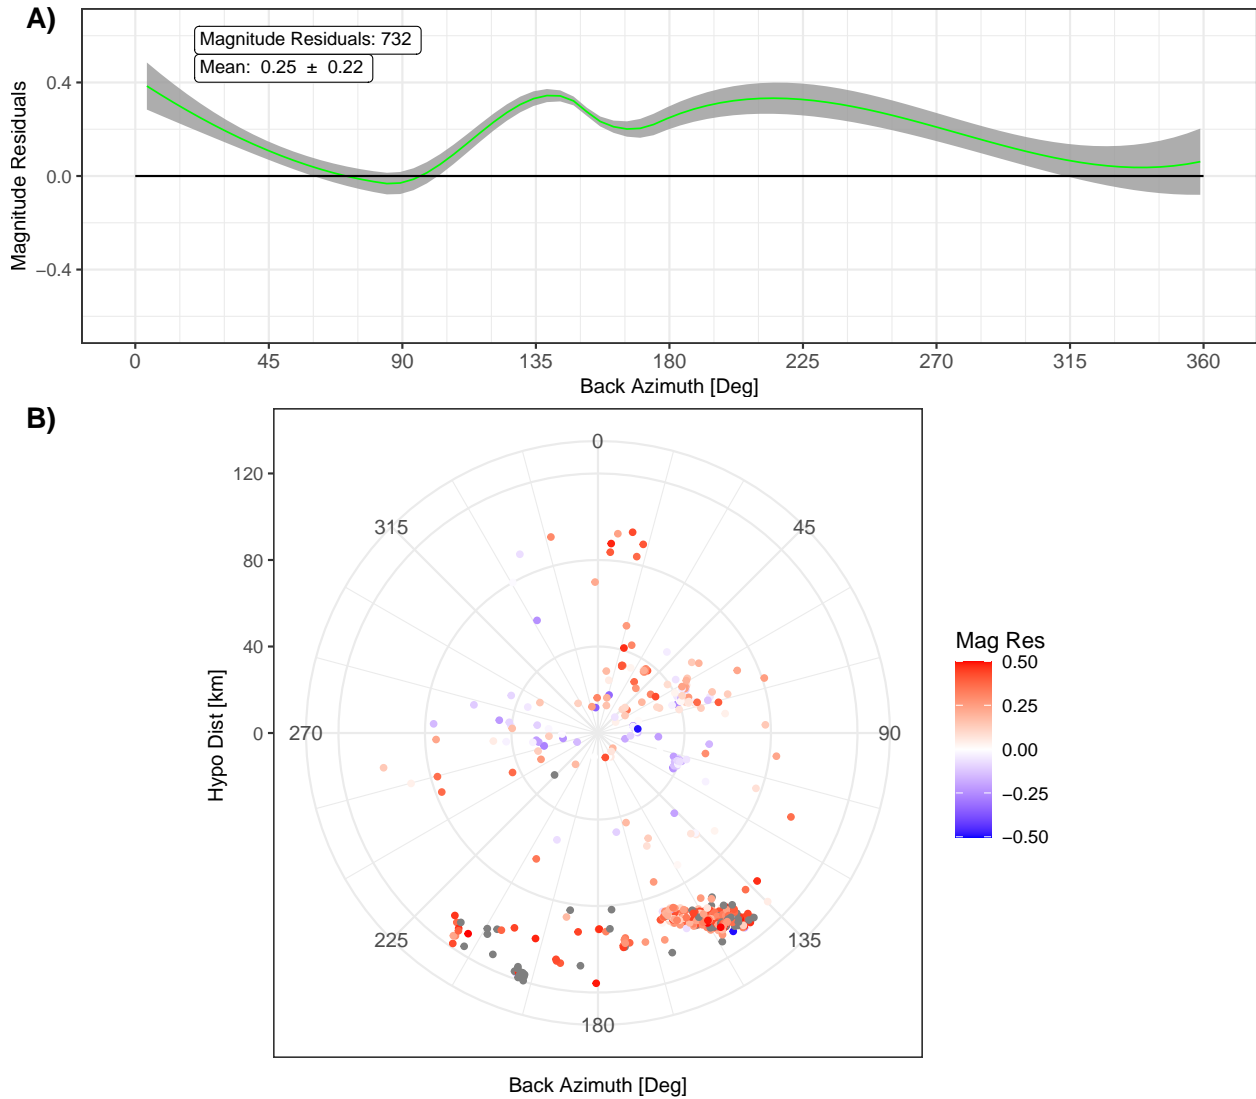 A)
Magnitude Residuals: 732
Mean:  0.25  ±  0.22
Magnitude Residuals
0.4
0.0
−0.4
0 45 90 135 180 225 270 315 360
Back Azimuth [Deg]
B)
Hypo Dist [km]
120
80
40
0
0
45
90
135
180
225
270
315
Back Azimuth [Deg]
Mag Res
0.50
0.25
0.00
−0.25
−0.50